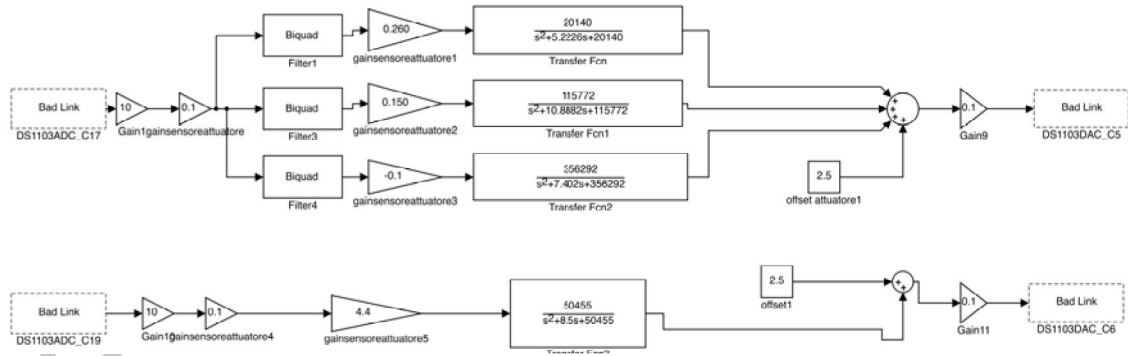 20140
s²+5.2226s+20140
Transfer Fcn
Biquad
Filter1
0.260
gainsensoreattuatore1
Bad Link
DS1103ADC_C17
10
Gain1
0.1
gainsensoreattuatore
Biquad
Filter3
0.150
gainsensoreattuatore2
115772
s²+10.8882s+115772
Transfer Fcn1
Biquad
Filter4
-0.1
gainsensoreattuatore3
356292
s²+7.402s+356292
Transfer Fcn2
+
+
+
+
2.5
offset attuatore1
0.1
Gain9
Bad Link
DS1103DAC_C5
Bad Link
DS1103ADC_C19
10
0.1
gainsensoreattuatore4
4.4
gainsensoreattuatore5
50455
s²+8.5s+50455
2.5
offset1
+
+
0.1
Gain11
Bad Link
DS1103DAC_C6